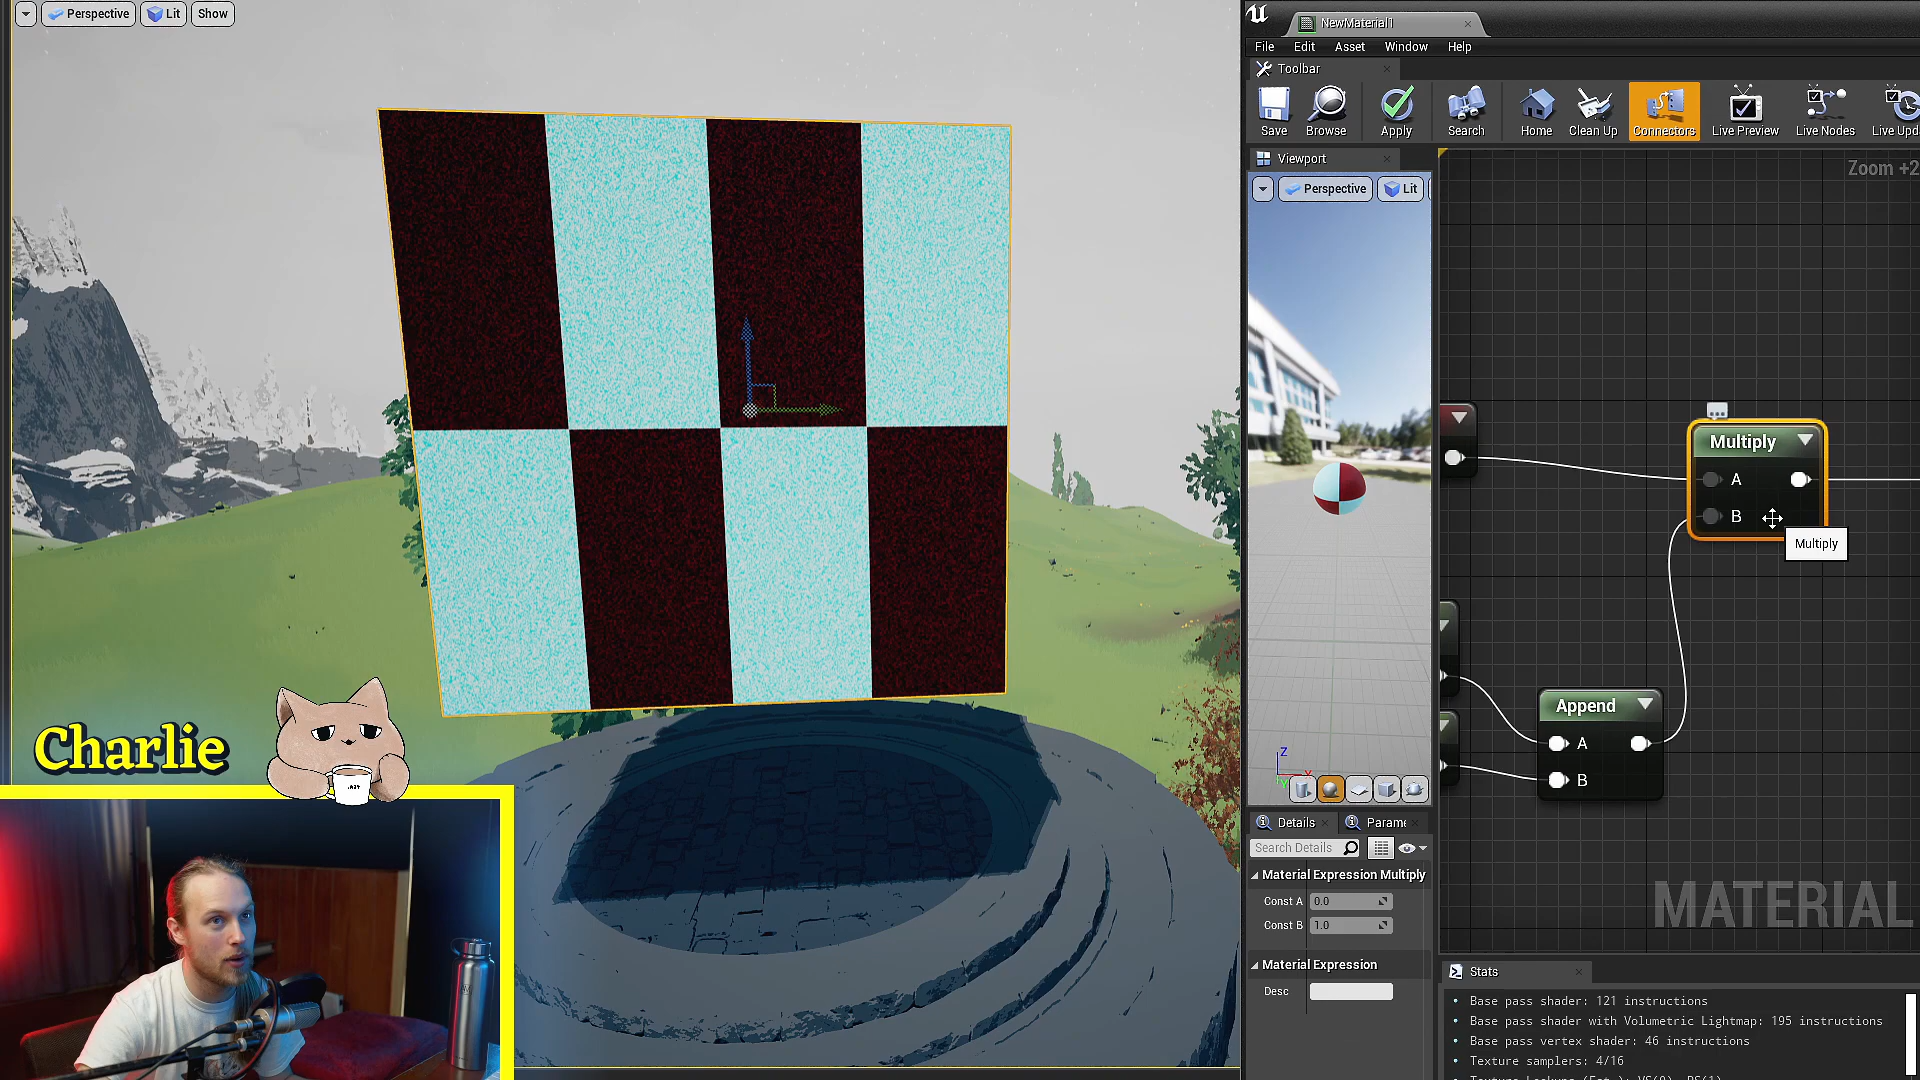 Perspective
Lit
Show
NewMaterial1
File
Edit
Asset
Window
Help
Toolbar
Save
Browse
Apply
Search
Home
Clean Up
Connectors
Live Preview
Live Nodes
Live Upd
Viewport
Perspective
Lit
Zoom +2
Multiply
A
B
Multiply
Append
A
B
Z
X
Y
MATERIAL
Details
Parame
Search Details
Material Expression Multiply
Const A
0.0
Const B
1.0
Material Expression
Desc
Stats
Base pass shader: 121 instructions
Base pass shader with Volumetric Lightmap: 195 instructions
Base pass vertex shader: 46 instructions
Texture samplers: 4/16
Charlie